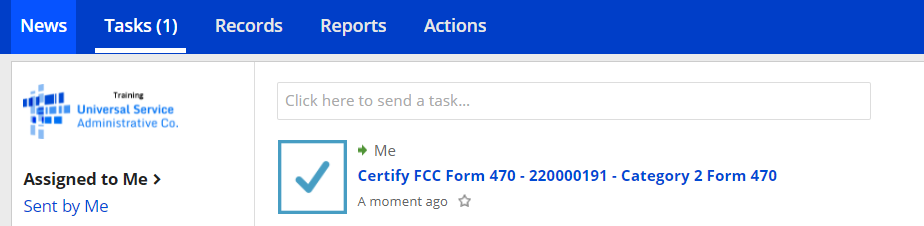 News Tasks (1) Records Reports Actions
Training
Universal Service
Administrative Co.
Assigned to Me
Sent by Me
Click here to send a task...
Me
Certify FCC Form 470 - 220000191 - Category 2 Form 470
A moment ago